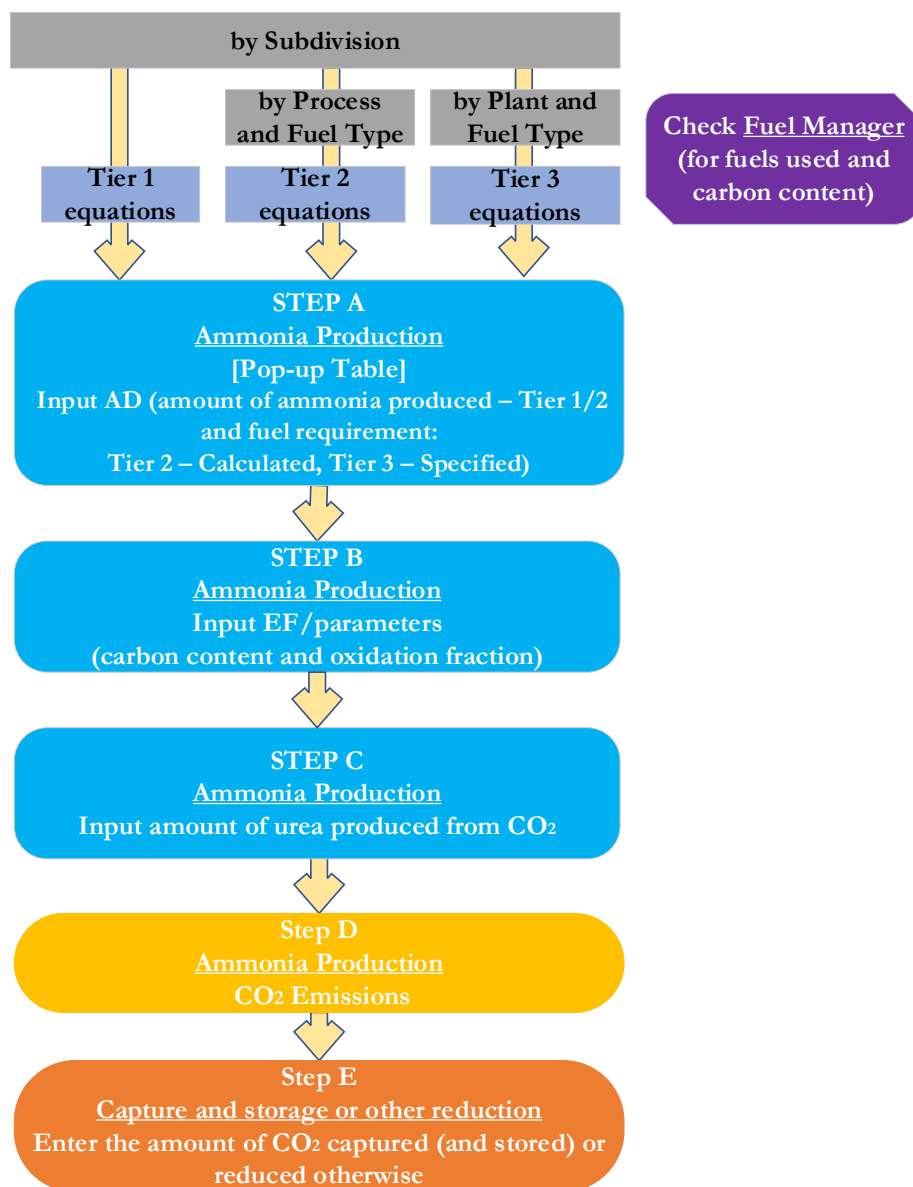 by Subdivision
by Process
and Fuel Type
by Plant and
Fuel Type
Check Fuel Manager
(for fuels used and
carbon content)
Tier 1
equations
Tier 2
equations
Tier 3
equations
STEP A
Ammonia Production
[Pop-up Table]
Input AD (amount of ammonia produced – Tier 1/2
and fuel requirement:
Tier 2 – Calculated, Tier 3 – Specified)
STEP B
Ammonia Production
Input EF/parameters
(carbon content and oxidation fraction)
STEP C
Ammonia Production
Input amount of urea produced from CO2
Step D
Ammonia Production
CO2 Emissions
Step E
Capture and storage or other reduction
Enter the amount of CO2 captured (and stored) or
reduced otherwise